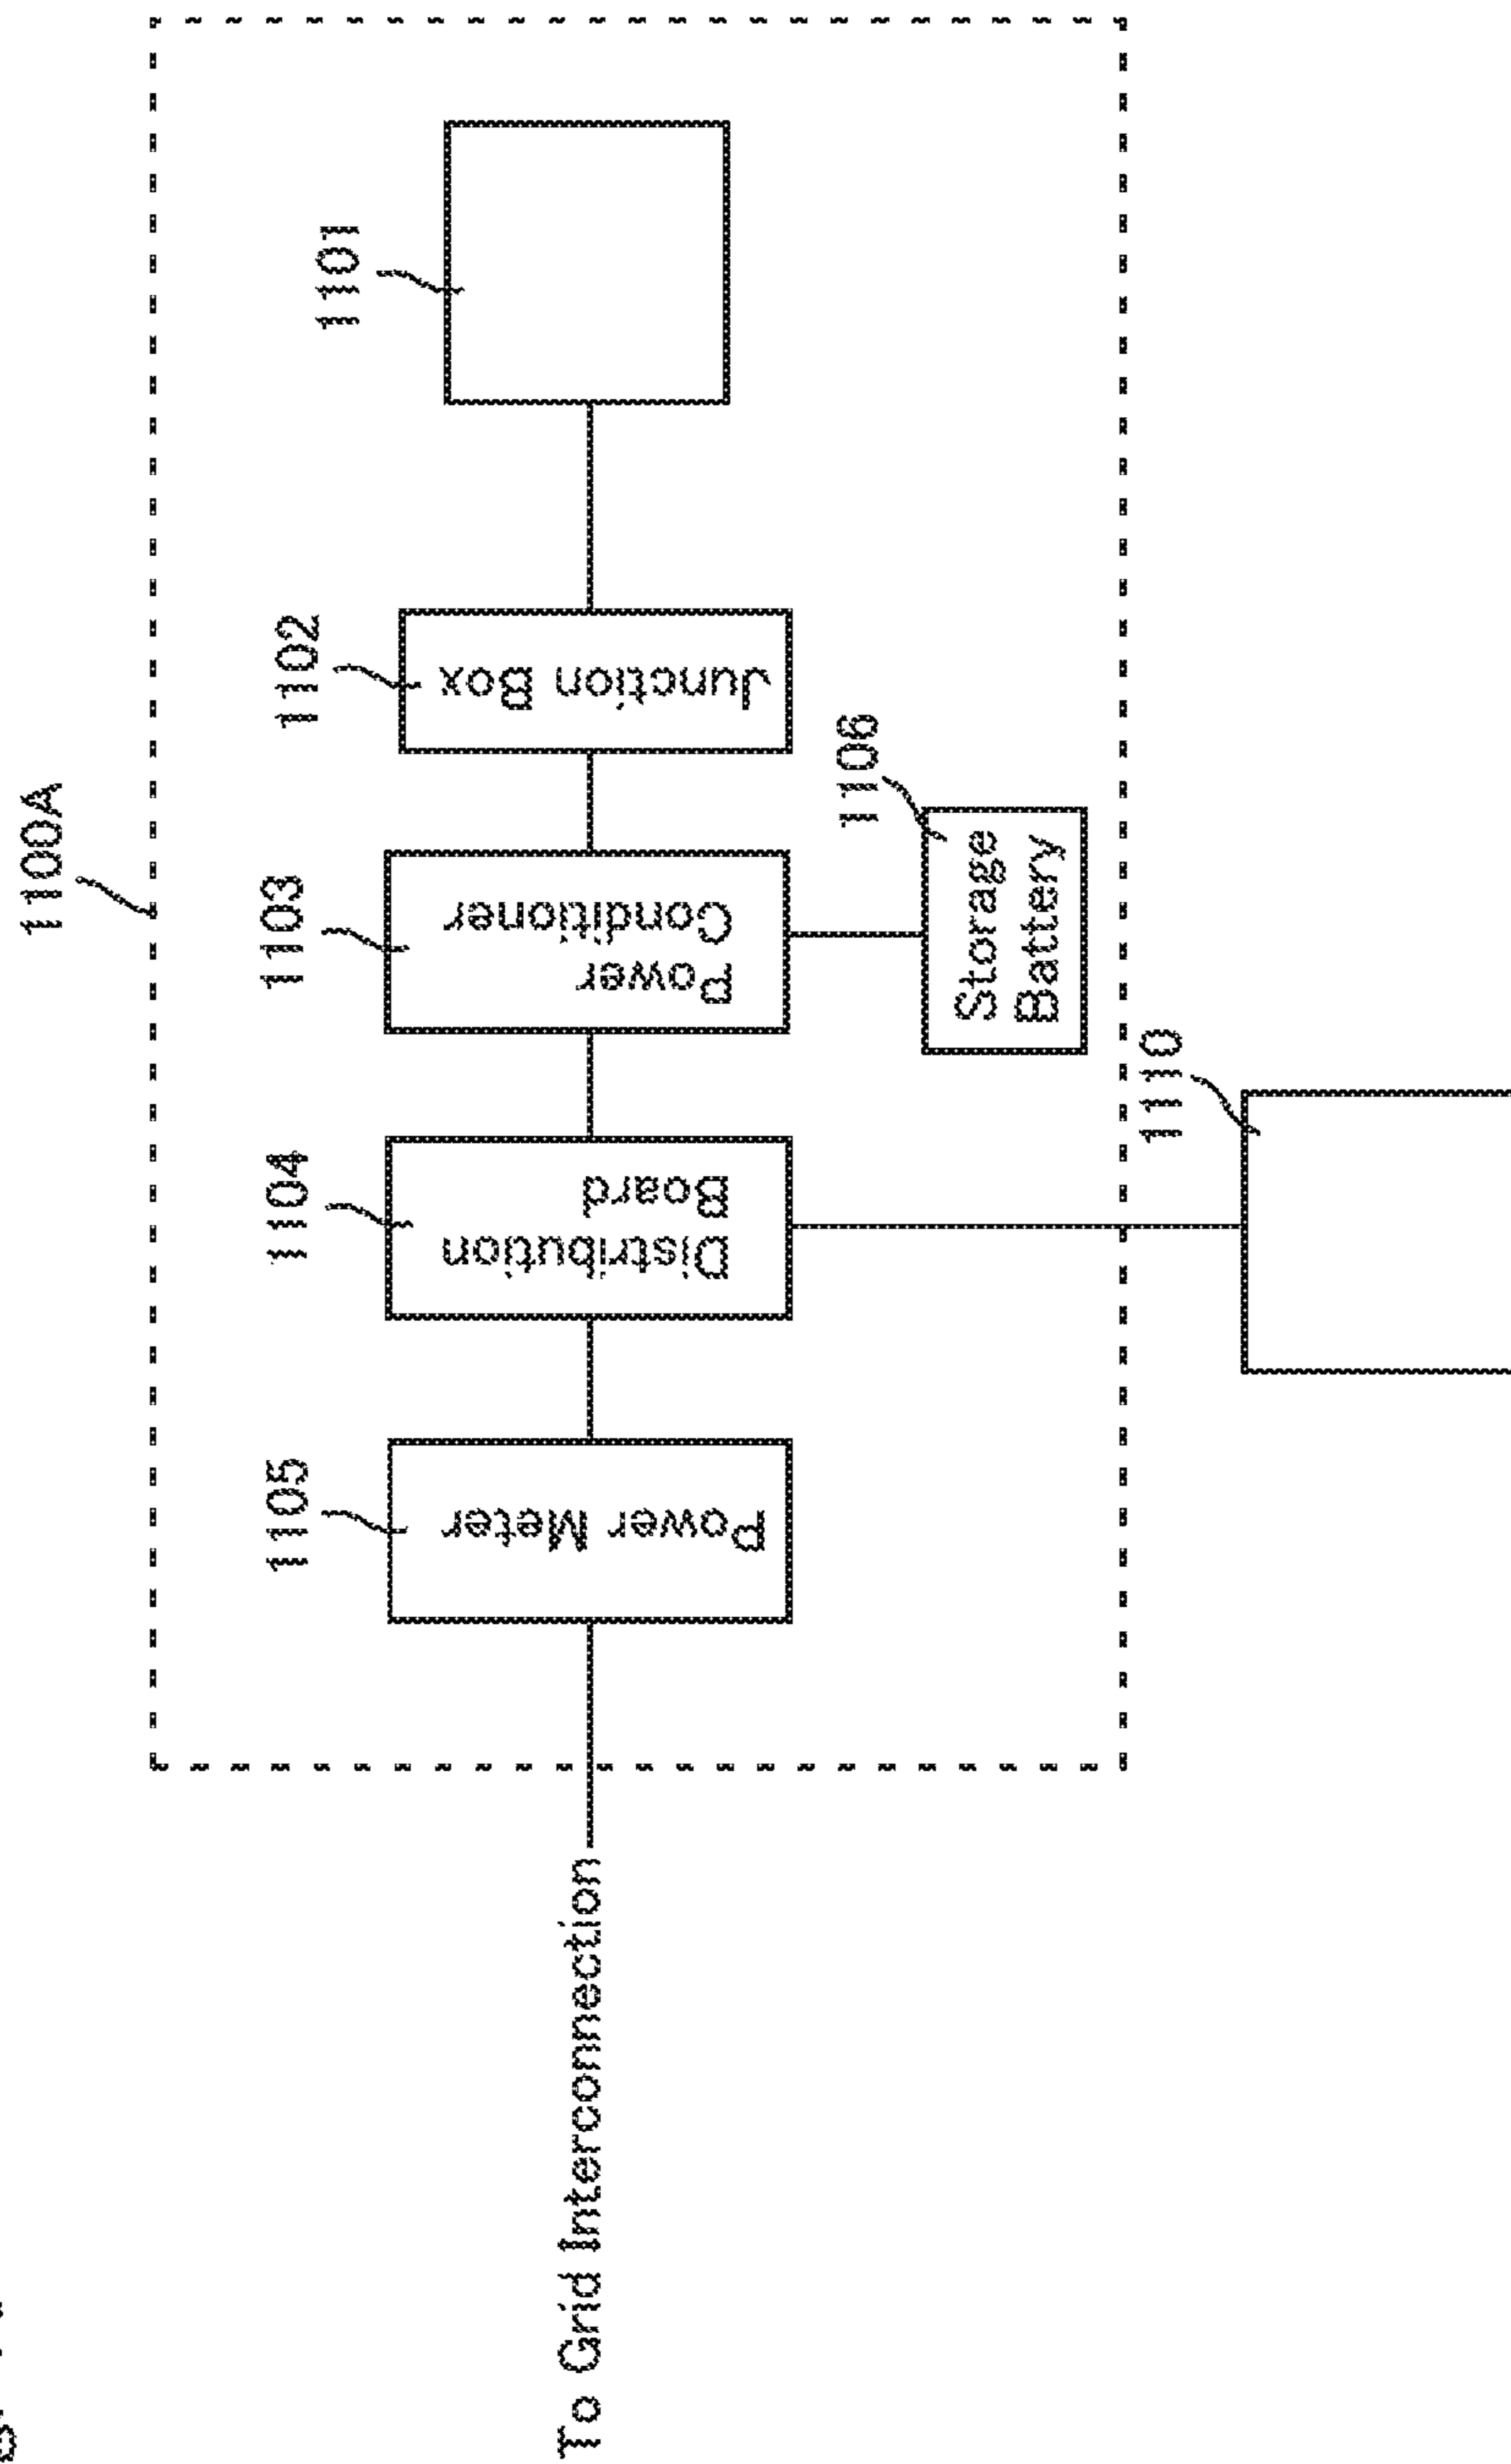 1100A
1101
1102
Junction Box
1103
Power
Conditioner
1106
Storage
Battery
1104
Distribution
Board
1110
1105
Power Meter
To Grid Interconnection